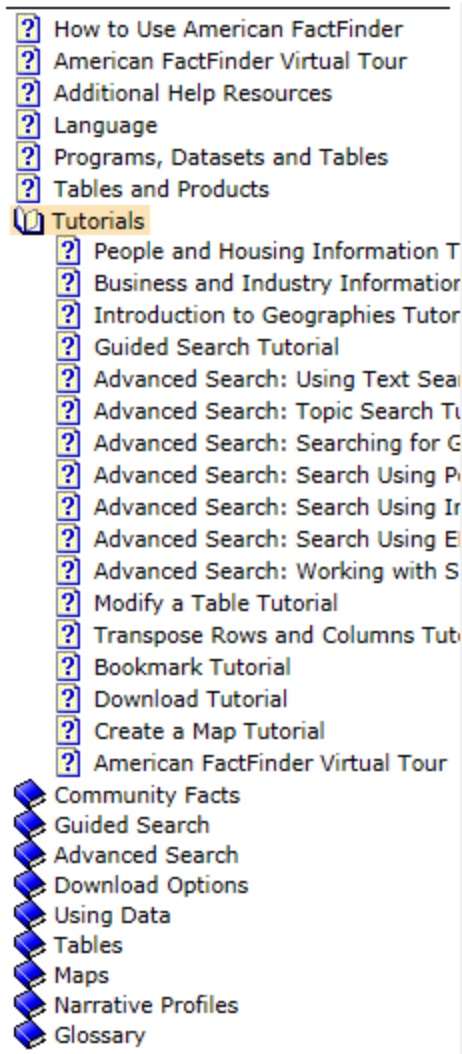 How to Use American FactFinder
American FactFinder Virtual Tour
Additional Help Resources
Language
Programs, Datasets and Tables
Tables and Products
Tutorials
People and Housing Information T
Business and Industry Information
Introduction to Geographies Tutor
Guided Search Tutorial
Advanced Search: Using Text Sea
Advanced Search: Topic Search Tu
Advanced Search: Searching for G
Advanced Search: Search Using P
Advanced Search: Search Using I
Advanced Search: Search Using E
Advanced Search: Working with S
Modify a Table Tutorial
Transpose Rows and Columns Tut
Bookmark Tutorial
Download Tutorial
Create a Map Tutorial
American FactFinder Virtual Tour
Community Facts
Guided Search
Advanced Search
Download Options
Using Data
Tables
Maps
Narrative Profiles
Glossary